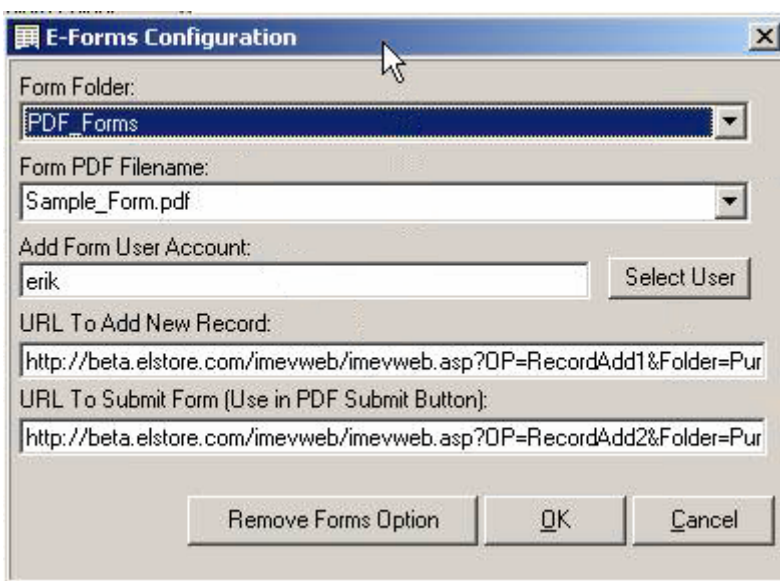 E-Forms Configuration
Form Folder:
PDF_Forms
Form PDF Filename:
Sample_Form.pdf
Add Form User Account:
erik
Select User
URL To Add New Record:
http://beta.elstore.com/imevweb/imevweb.asp?OP=RecordAdd1&Folder=Pur
URL To Submit Form (Use in PDF Submit Button):
http://beta.elstore.com/imevweb/imevweb.asp?OP=RecordAdd2&Folder=Pur
Remove Forms Option
OK
Cancel